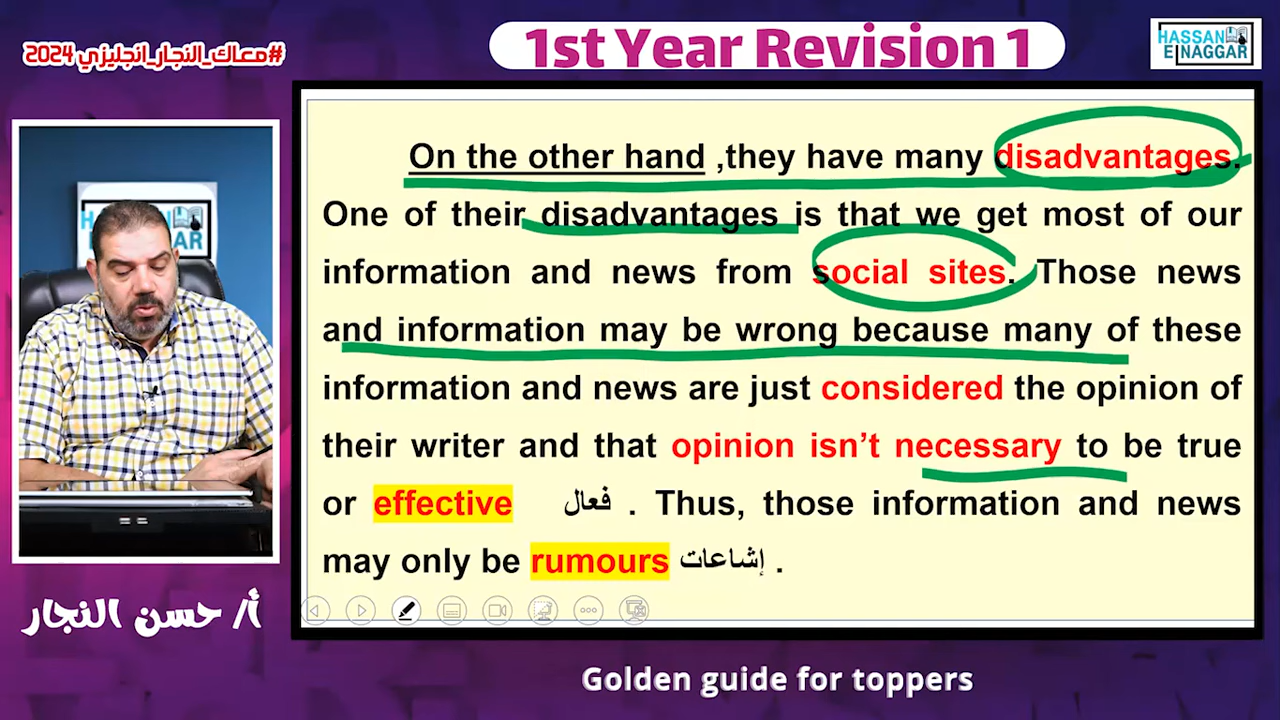 #معاك_النجار_انجليزي 2024
1st Year Revision 1
HASSAN
ELNAGGAR
On the other hand ,they have many disadvantages.
One of their disadvantages is that we get most of our
information and news from social sites. Those news
and information may be wrong because many of these
information and news are just considered the opinion of
their writer and that opinion isn't necessary to be true
or effective فعال . Thus, those information and news
may only be rumours إشاعات .
أ/ حسن النجار
Golden guide for toppers